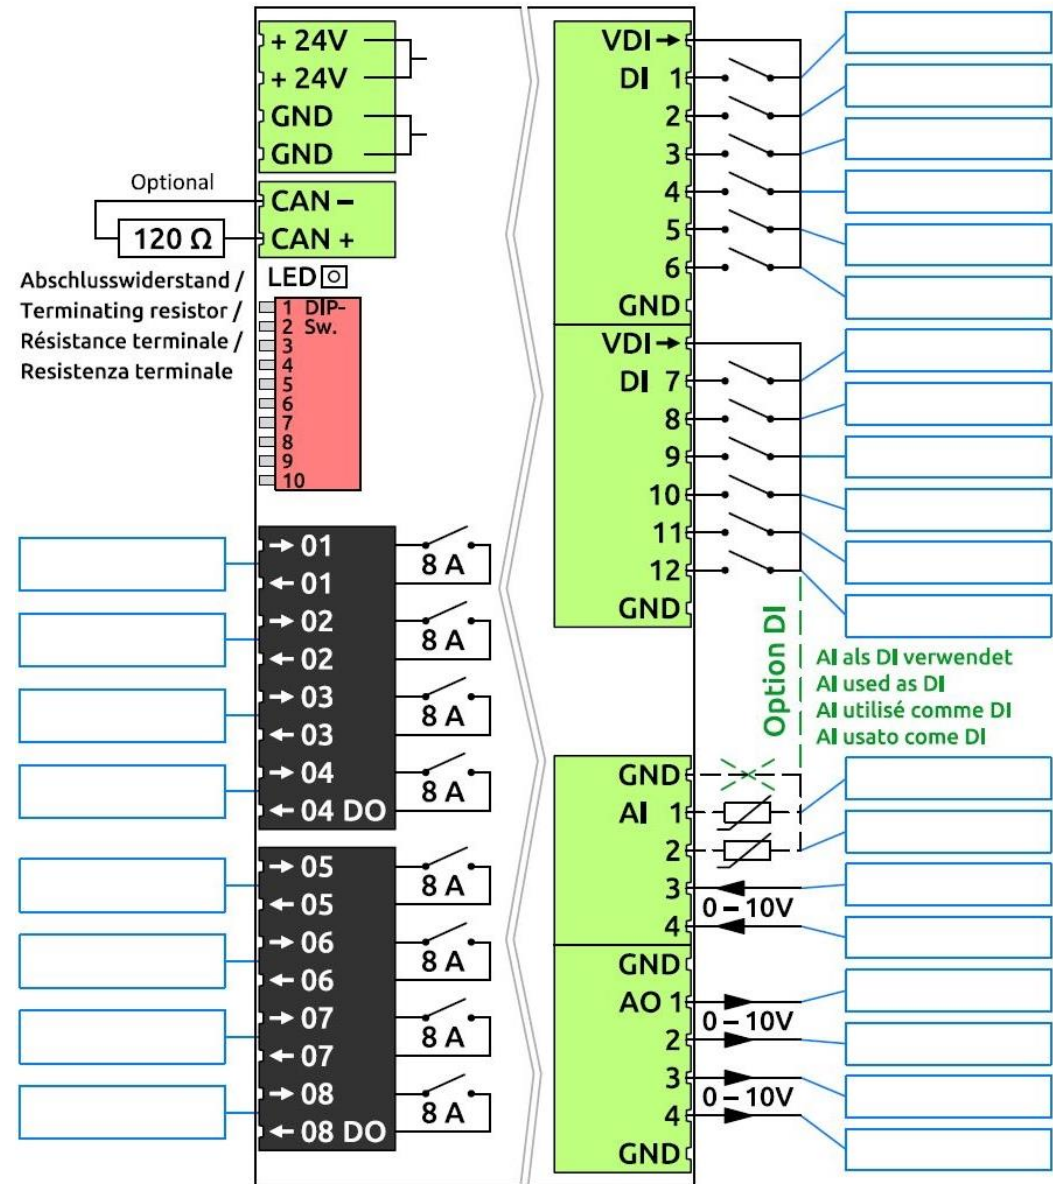 + 24V
+ 24V
GND
GND
Optional
CAN –
120 Ω
CAN +
Abschlusswiderstand /
Terminating resistor /
Résistance terminale /
Resistenza terminale
LED
1 DIP-
2 Sw.
3
4
5
6
7
8
9
10
→ 01
8 A
← 01
→ 02
8 A
← 02
→ 03
8 A
← 03
→ 04
8 A
← 04 DO
→ 05
8 A
← 05
→ 06
8 A
← 06
→ 07
8 A
← 07
→ 08
8 A
← 08 DO
VDI→
DI 1
2
3
4
5
6
GND
VDI→
DI 7
8
9
10
11
12
GND
Option DI
AI als DI verwendet
AI used as DI
AI utilisé comme DI
AI usato come DI
GND
AI 1
2
3
0 – 10V
4
GND
AO 1
0 – 10V
2
3
0 – 10V
4
GND